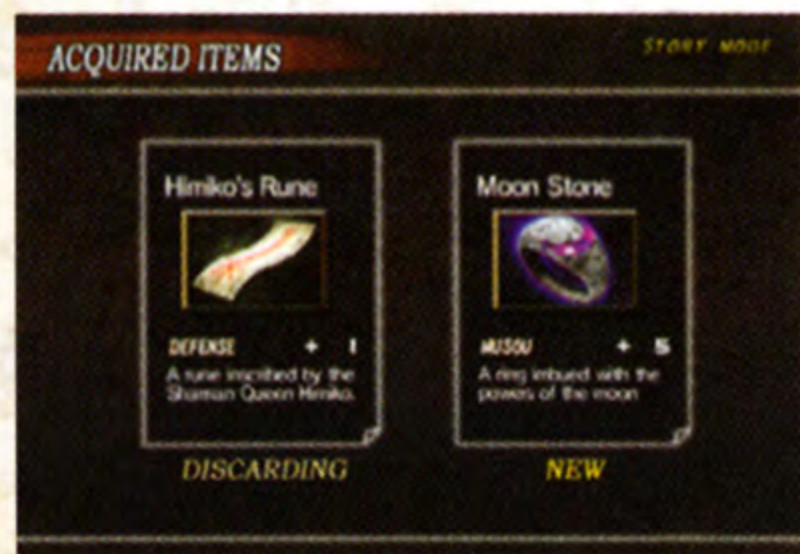 ACQUIRED ITEMS
STORY MODE
Himiko's Rune
DEFENSE + 1
A rune inscribed by the
Shaman Queen Himiko.
DISCARDING
Moon Stone
MUSOU + 5
A ring imbued with the
powers of the moon
NEW